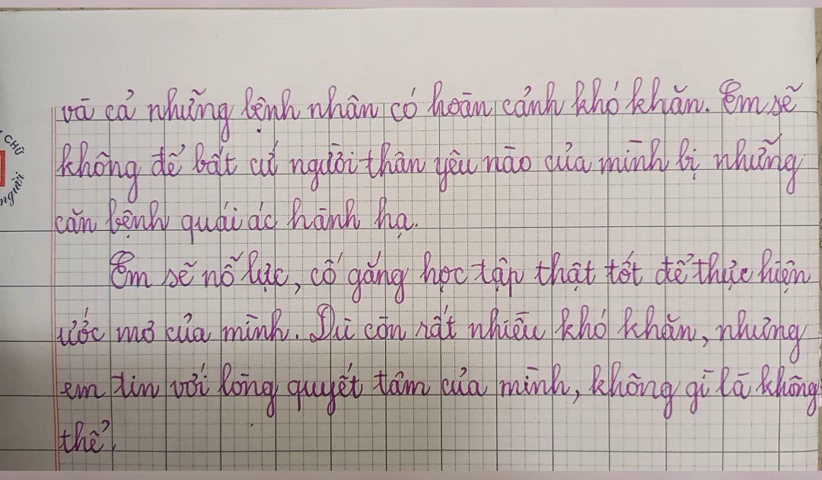 và cả những bệnh nhân có hoàn cảnh khó khăn. Em sẽ
không để bất cứ người thân yêu nào của mình bị những
căn bệnh quái ác hành hạ.
Em sẽ nỗ lực, cố gắng học tập thật tốt để thực hiện
ước mơ của mình. Dù còn rất nhiều khó khăn, nhưng
em tin với lòng quyết tâm của mình, không gì là không
thể.
CHỮ
người